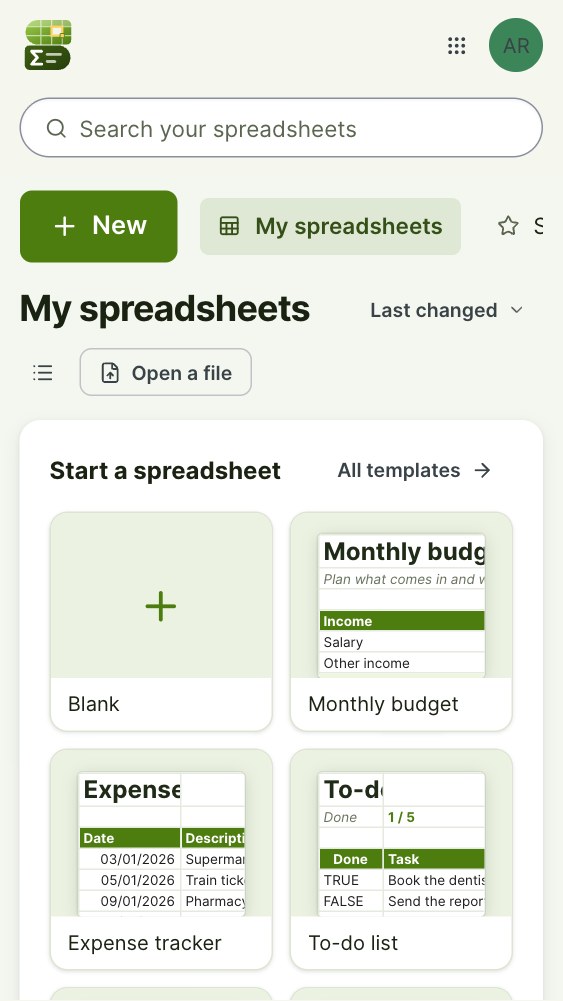 AR
Search your spreadsheets
New
My spreadsheets
S
My spreadsheets
Last changed
Open a file
Start a spreadsheet
All templates
Monthly budg
Plan what comes in and w
Income
Salary
Other income
Blank
Monthly budget
Expense
Date Descripti
03/01/2026 Supermar
05/01/2026 Train tick
09/01/2026 Pharmacy
Expense tracker
To-do
Done 1 / 5
Done Task
TRUE Book the dentis
FALSE Send the repor
To-do list